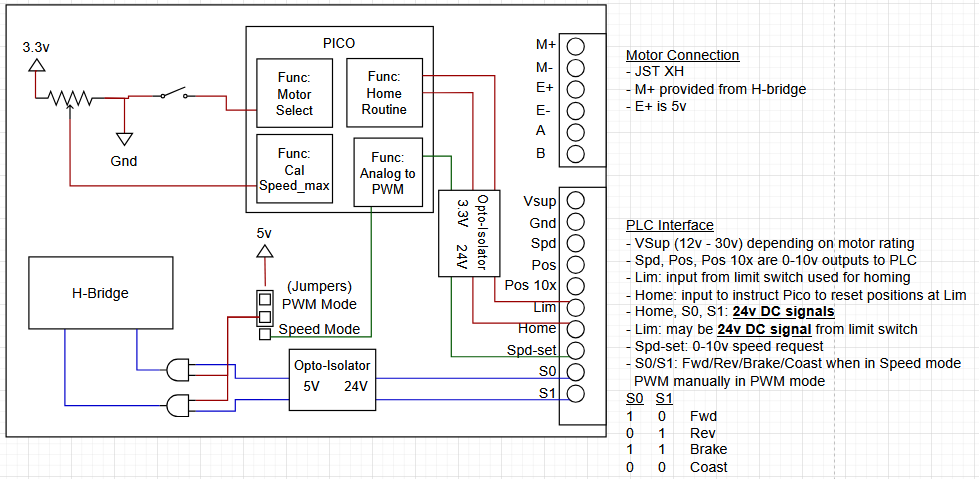 3.3v
Gnd
PICO
Func:
Motor
Select
Func:
Home
Routine
Func:
Cal
Speed_max
Func:
Analog to
PWM
Opto-Isolator
3.3V 24V
5v
(Jumpers)
PWM Mode
Speed Mode
H-Bridge
Opto-Isolator
5V 24V
M+
M-
E+
E-
A
B
Vsup
Gnd
Spd
Pos
Pos 10x
Lim
Home
Spd-set
S0
S1
Motor Connection
- JST XH
- M+ provided from H-bridge
- E+ is 5v
PLC Interface
- VSup (12v - 30v) depending on motor rating
- Spd, Pos, Pos 10x are 0-10v outputs to PLC
- Lim: input from limit switch used for homing
- Home: input to instruct Pico to reset positions at Lim
- Home, S0, S1: 24v DC signals
- Lim: may be 24v DC signal from limit switch
- Spd-set: 0-10v speed request
- S0/S1: Fwd/Rev/Brake/Coast when in Speed mode
PWM manually in PWM mode
S0 S1
1 0 Fwd
0 1 Rev
1 1 Brake
0 0 Coast